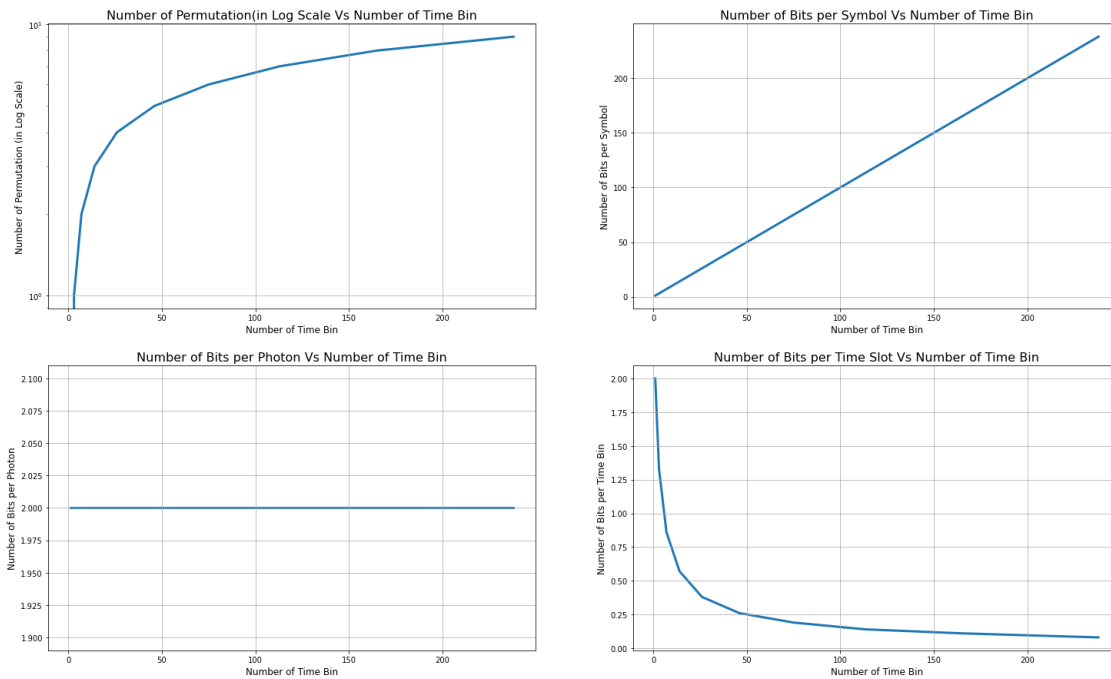 Number of Permutation(in Log Scale Vs Number of Time Bin
Number of Permutation (in Log Scale)
10¹
10⁰
0 50 100 150 200
Number of Time Bin
Number of Bits per Symbol Vs Number of Time Bin
Number of Bits per Symbol
200
150
100
50
0
0 50 100 150 200
Number of Time Bin
Number of Bits per Photon Vs Number of Time Bin
Number of Bits per Photon
2.100
2.075
2.050
2.025
2.000
1.975
1.950
1.925
1.900
0 50 100 150 200
Number of Time Bin
Number of Bits per Time Slot Vs Number of Time Bin
Number of Bits per Time Bin
2.00
1.75
1.50
1.25
1.00
0.75
0.50
0.25
0.00
0 50 100 150 200
Number of Time Bin